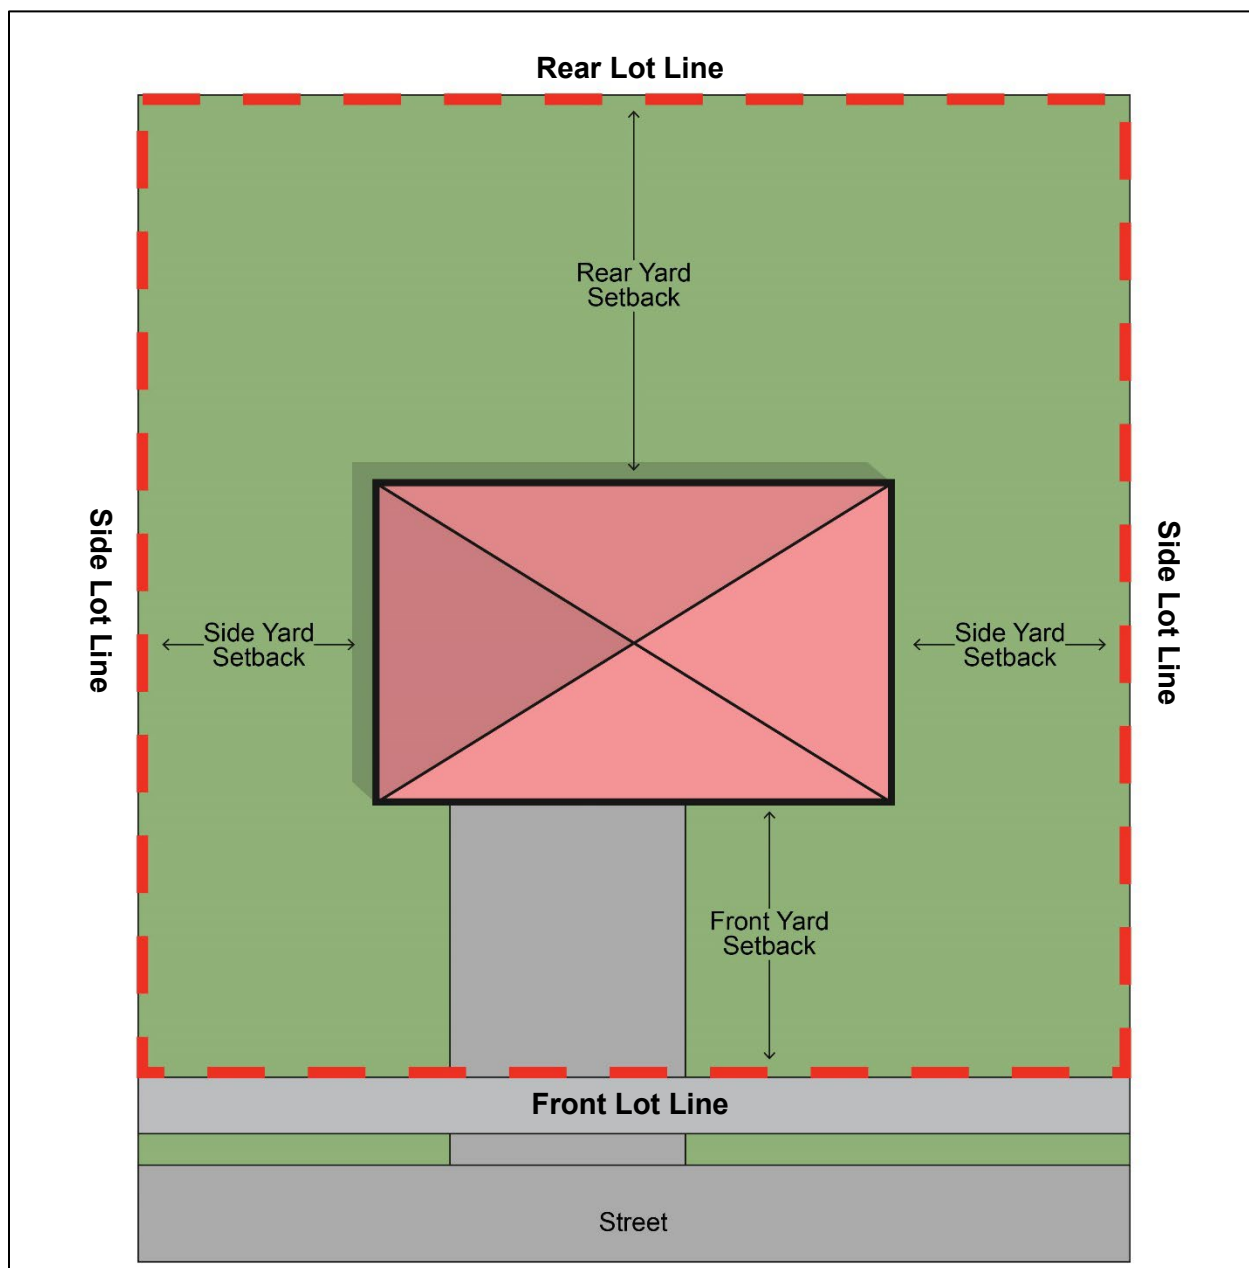 Rear Lot Line
Rear Yard
Setback
Side Lot Line
Side Yard
Setback
Side Yard
Setback
Side Lot Line
Front Yard
Setback
Front Lot Line
Street